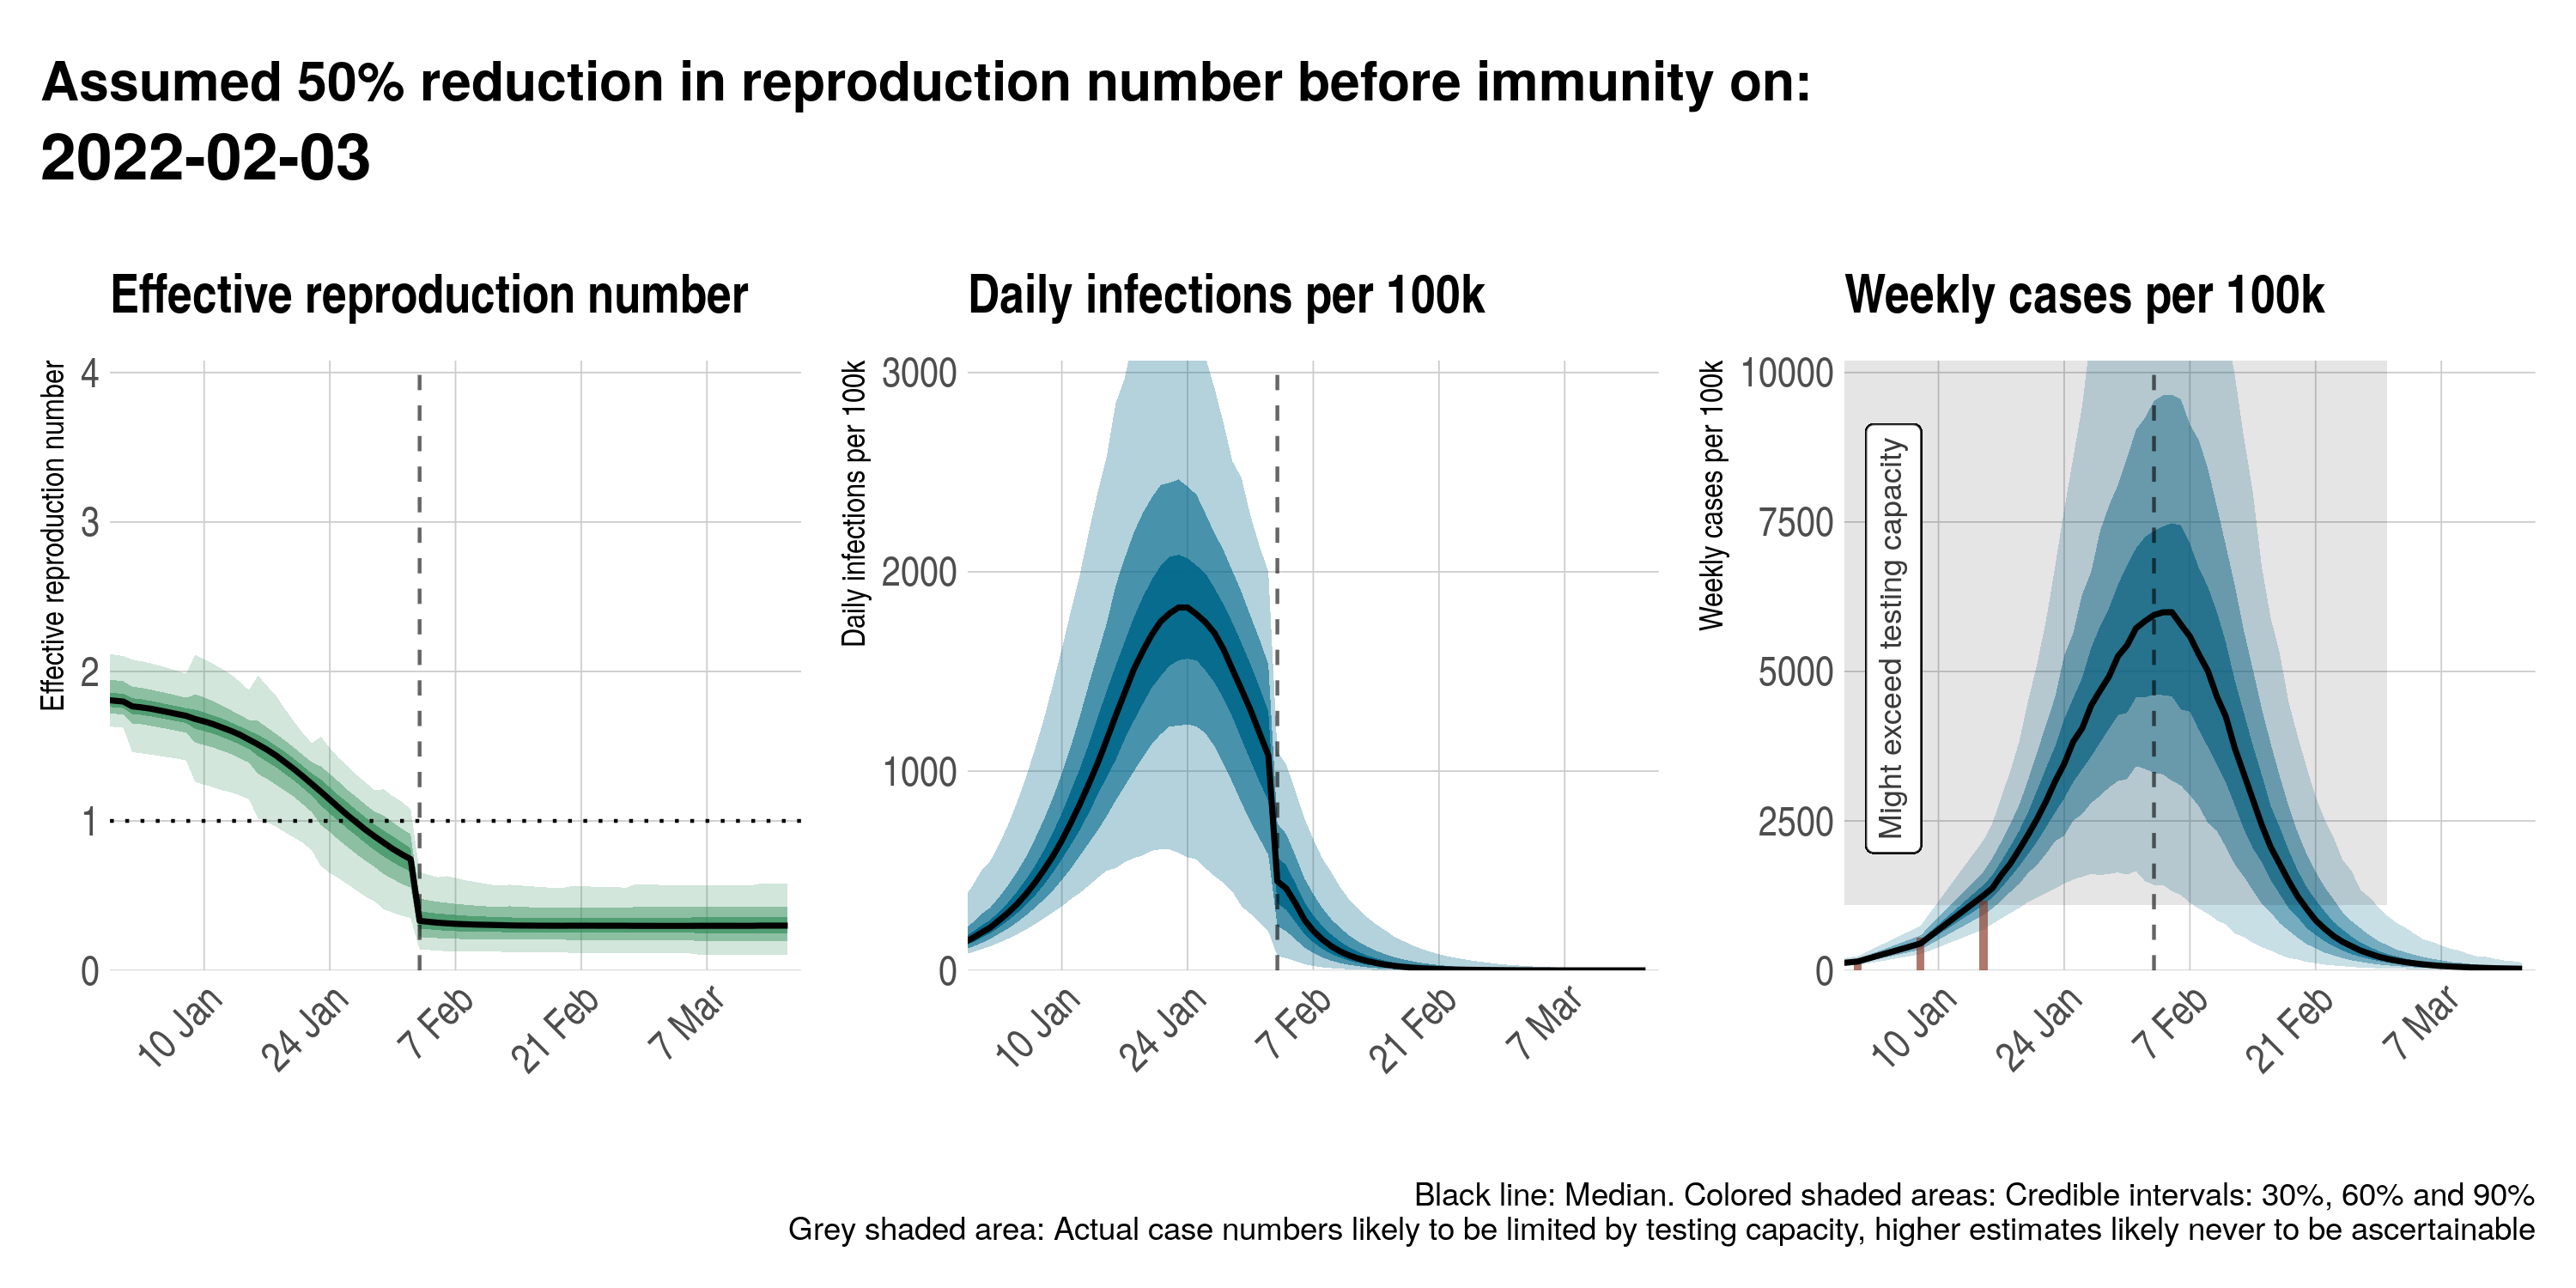 Assumed 50% reduction in reproduction number before immunity on:
2022-02-03
Effective reproduction number
Effective reproduction number
4
3
2
1
0
10 Jan
24 Jan
7 Feb
21 Feb
7 Mar
Daily infections per 100k
Daily infections per 100k
3000
2000
1000
0
10 Jan
24 Jan
7 Feb
21 Feb
7 Mar
Weekly cases per 100k
Weekly cases per 100k
10000
7500
5000
2500
0
Might exceed testing capacity
10 Jan
24 Jan
7 Feb
21 Feb
7 Mar
Black line: Median. Colored shaded areas: Credible intervals: 30%, 60% and 90%
Grey shaded area: Actual case numbers likely to be limited by testing capacity, higher estimates likely never to be ascertainable